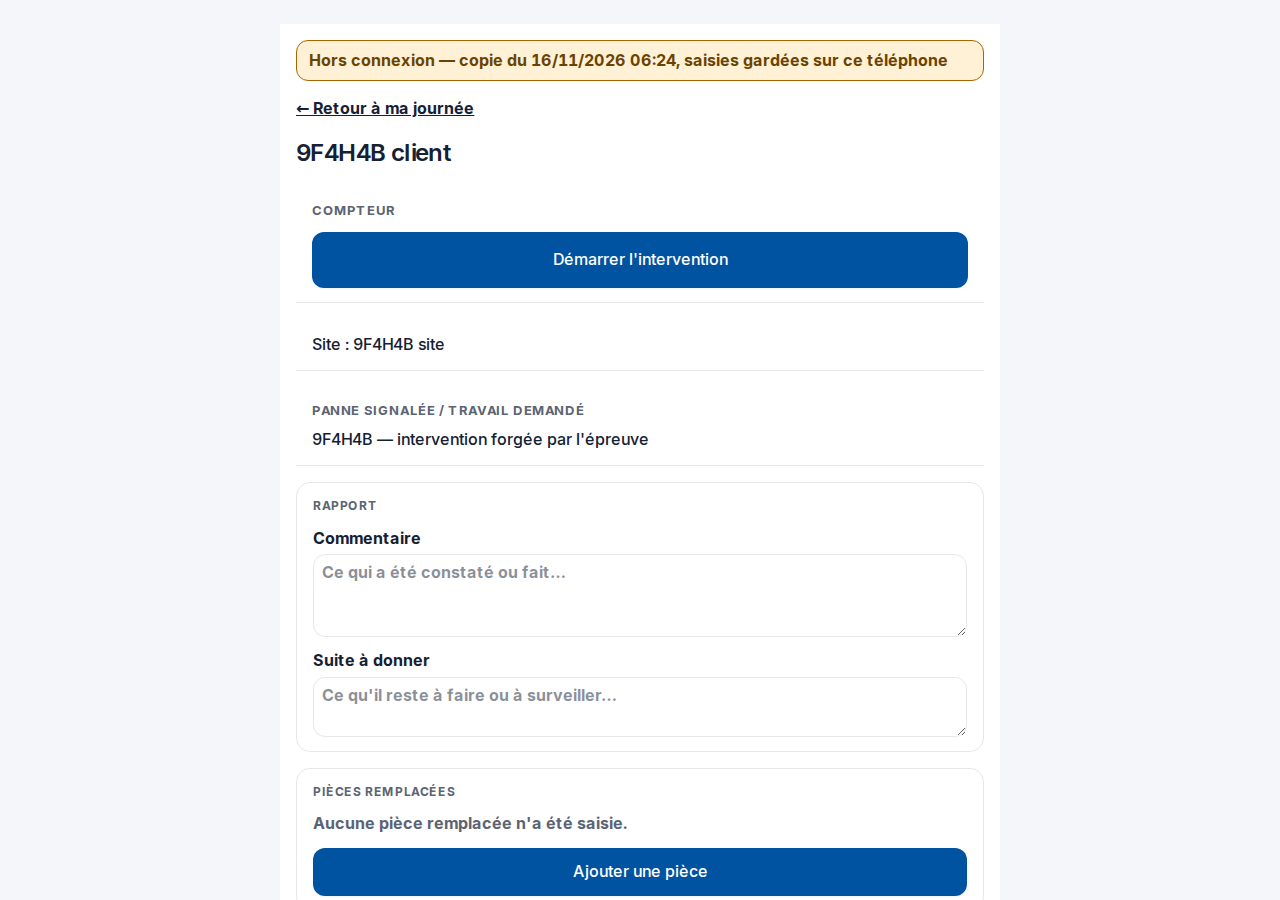 Hors connexion — copie du 16/11/2026 06:24, saisies gardées sur ce téléphone
← Retour à ma journée
9F4H4B client
COMPTEUR
Démarrer l'intervention
Site : 9F4H4B site
PANNE SIGNALÉE / TRAVAIL DEMANDÉ
9F4H4B — intervention forgée par l'épreuve
RAPPORT
Commentaire
Ce qui a été constaté ou fait…
Suite à donner
Ce qu'il reste à faire ou à surveiller…
PIÈCES REMPLACÉES
Aucune pièce remplacée n'a été saisie.
Ajouter une pièce